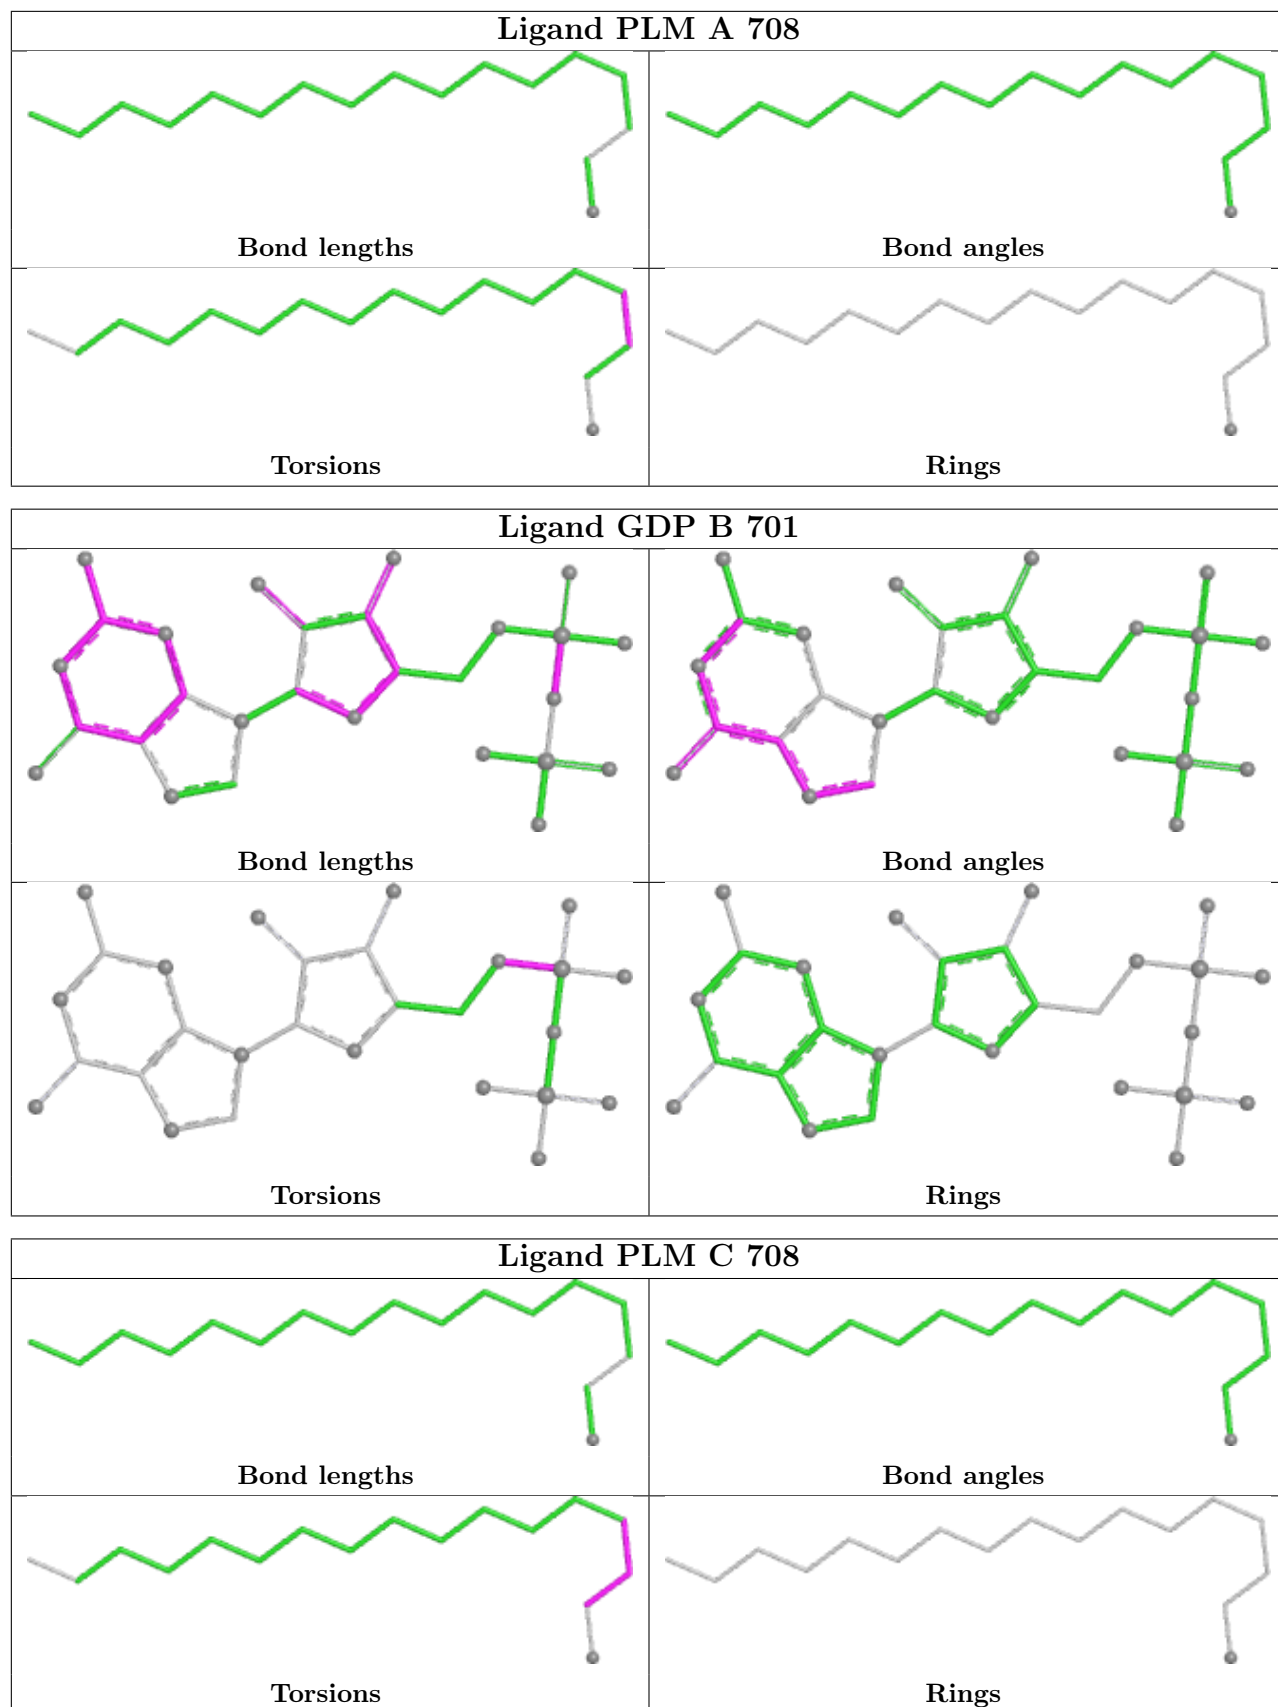 Ligand PLM A 708
Bond lengths
Bond angles
Torsions
Rings
Ligand GDP B 701
Bond lengths
Bond angles
Torsions
Rings
Ligand PLM C 708
Bond lengths
Bond angles
Torsions
Rings